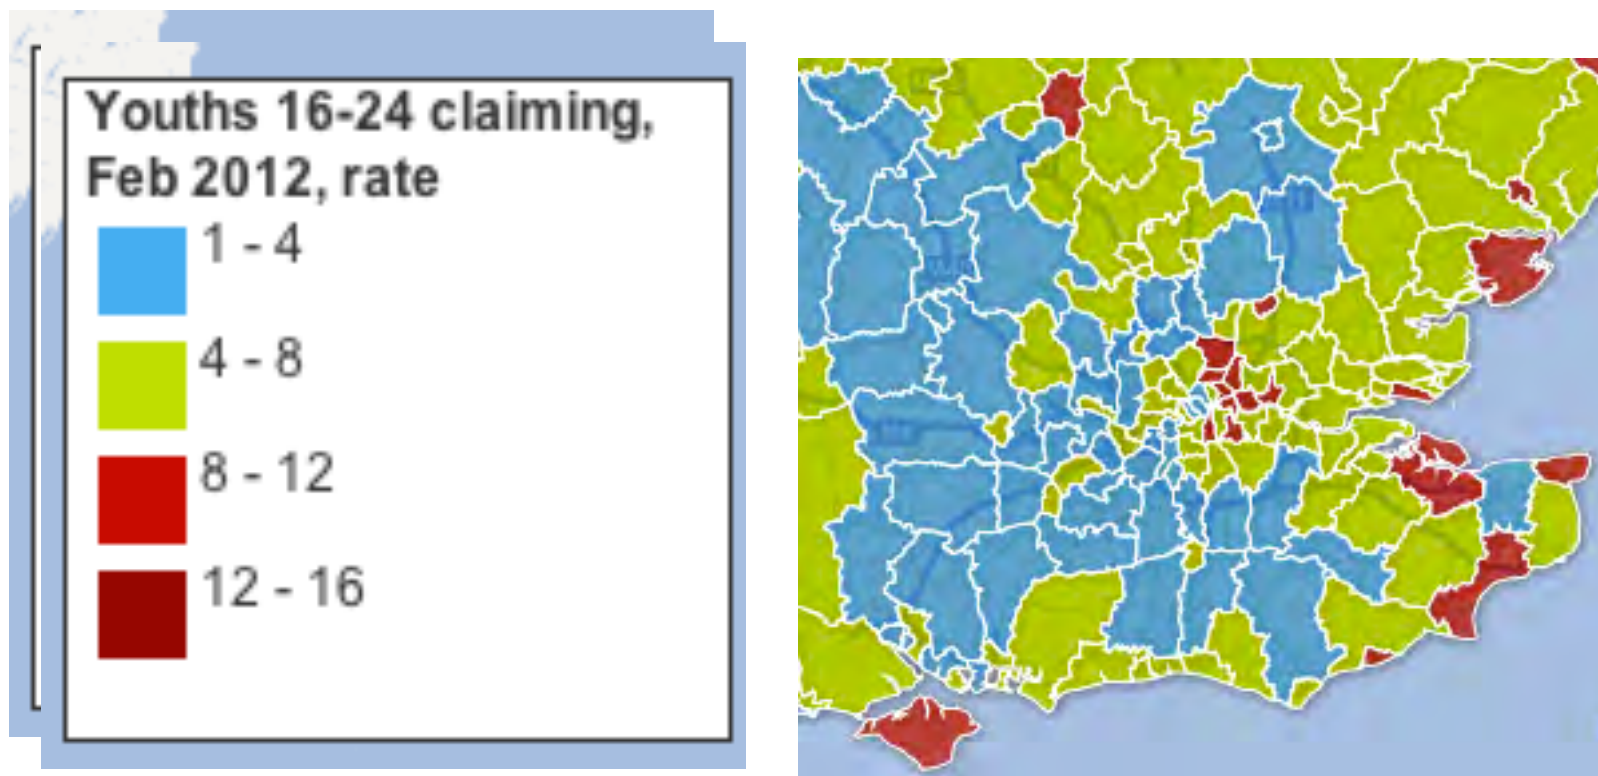 Youths 16-24 claiming,
Feb 2012, rate
1 - 4
4 - 8
8 - 12
12 - 16